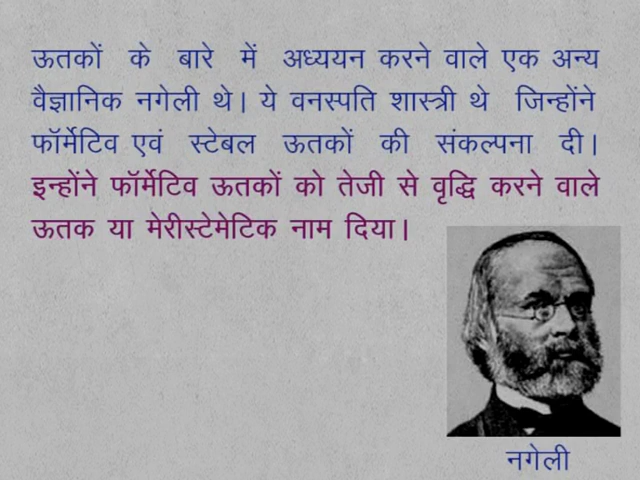 ऊतकों के बारे में अध्ययन करने वाले एक अन्य
वैज्ञानिक नगेली थे। ये वनस्पति शास्त्री थे जिन्होंने
फॉर्मेटिव एवं स्टेबल ऊतकों की संकल्पना दी।
इन्होंने फॉर्मेटिव ऊतकों को तेजी से वृद्धि करने वाले
ऊतक या मेरीस्टेमेटिक नाम दिया।
नगेली